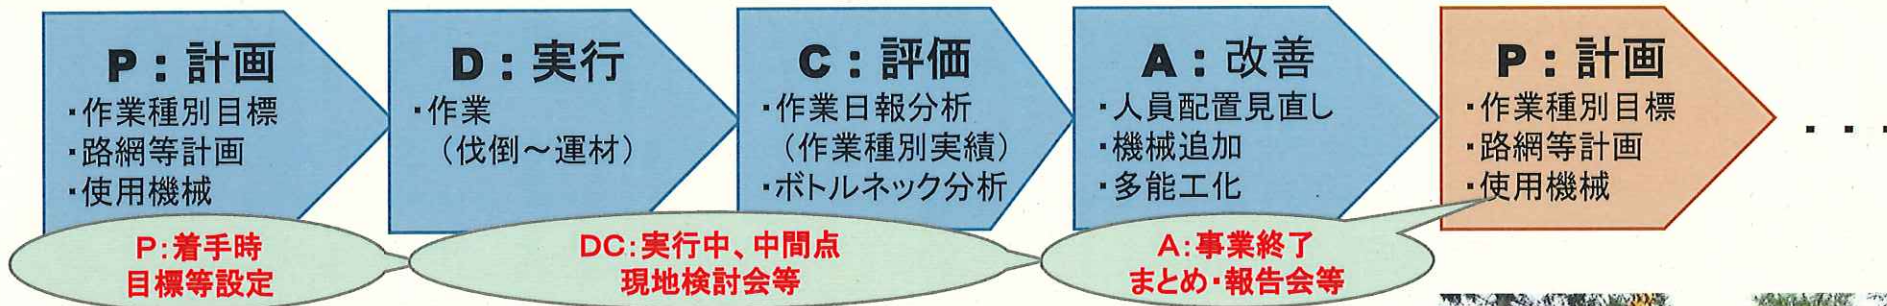 P：計画
・作業種別目標
・路網等計画
・使用機械
D：実行
・作業
（伐倒～運材）
C：評価
・作業日報分析
（作業種別実績）
・ボトルネック分析
A：改善
・人員配置見直し
・機械追加
・多能工化
P：計画
・作業種別目標
・路網等計画
・使用機械
・・・
P：着手時
目標等設定
DC：実行中、中間点
現地検討会等
A：事業終了
まとめ・報告会等